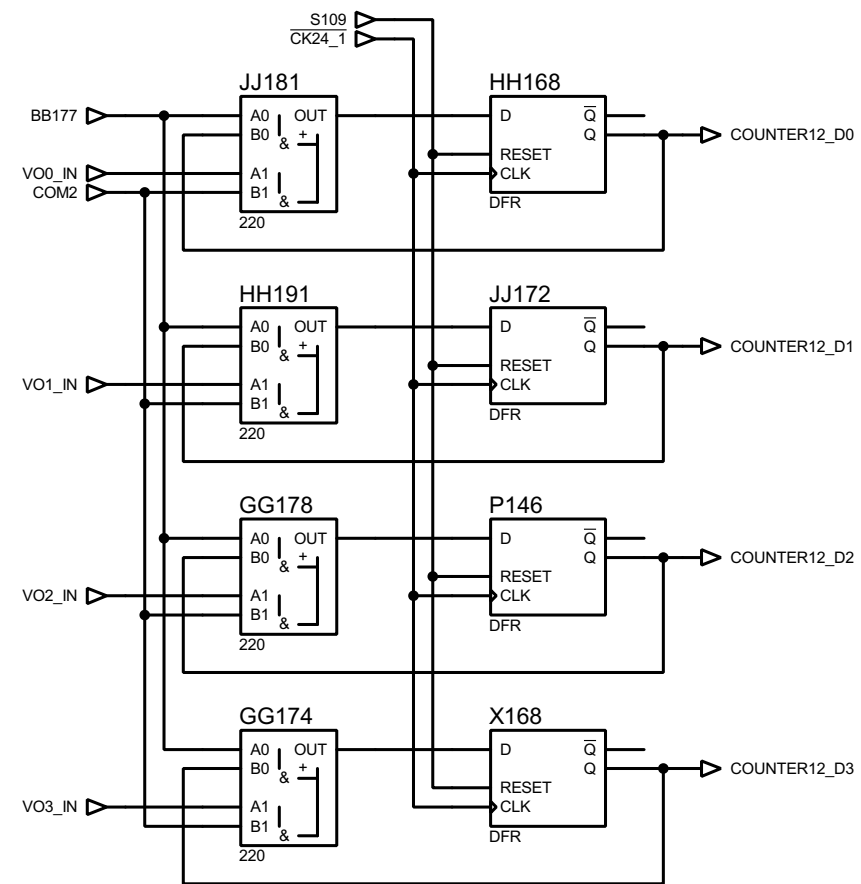 S109
CK24_1
JJ181 HH168
BB177 A0 OUT D Q COUNTER12_D0
B0 & + Q
RESET
VO0_IN A1 CLK
COM2 B1 &
220 DFR
HH191 JJ172
A0 OUT D Q
B0 & + Q COUNTER12_D1
RESET
VO1_IN A1 CLK
B1 &
220 DFR
GG178 P146
A0 OUT D Q
B0 & + Q COUNTER12_D2
RESET
VO2_IN A1 CLK
B1 &
220 DFR
GG174 X168
A0 OUT D Q
B0 & + Q COUNTER12_D3
RESET
VO3_IN A1 CLK
B1 &
220 DFR